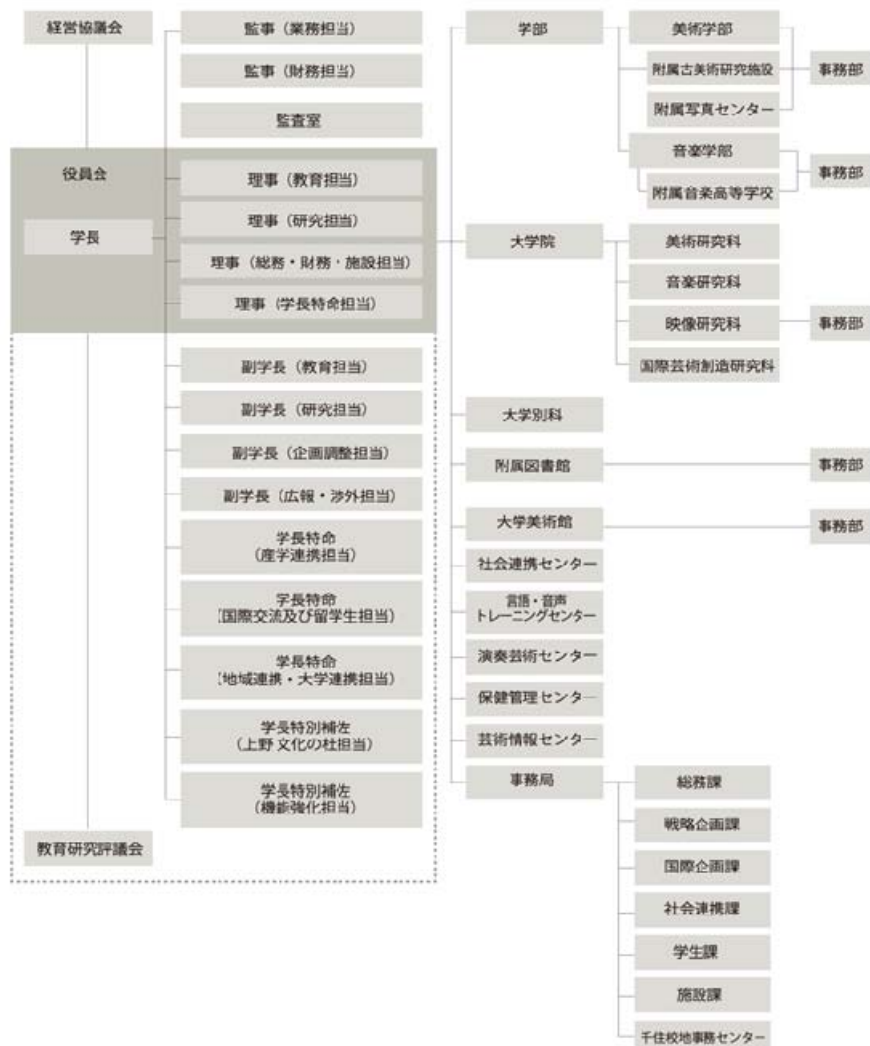 経営協議会
監事（業務担当）
監事（財務担当）
監査室
役員会
学長
理事（教育担当）
理事（研究担当）
理事（総務・財務・施設担当）
理事（学長特命担当）
副学長（教育担当）
副学長（研究担当）
副学長（企画調整担当）
副学長（広報・渉外担当）
学長特命
（産学連携担当）
学長特命
（国際交流及び留学生担当）
学長特命
（地域連携・大学連携担当）
学長特別補佐
（上野 文化の杜担当）
学長特別補佐
（機能強化担当）
教育研究評議会
学部
美術学部
附属古美術研究施設
附属写真センター
事務部
音楽学部
附属音楽高等学校
事務部
大学院
美術研究科
音楽研究科
映像研究科
事務部
国際芸術創造研究科
大学別科
附属図書館
事務部
大学美術館
事務部
社会連携センター
言語・音声
トレーニングセンター
演奏芸術センター
保健管理センター
芸術情報センター
事務局
総務課
戦略企画課
国際企画課
社会連携課
学生課
施設課
千住校地事務センター